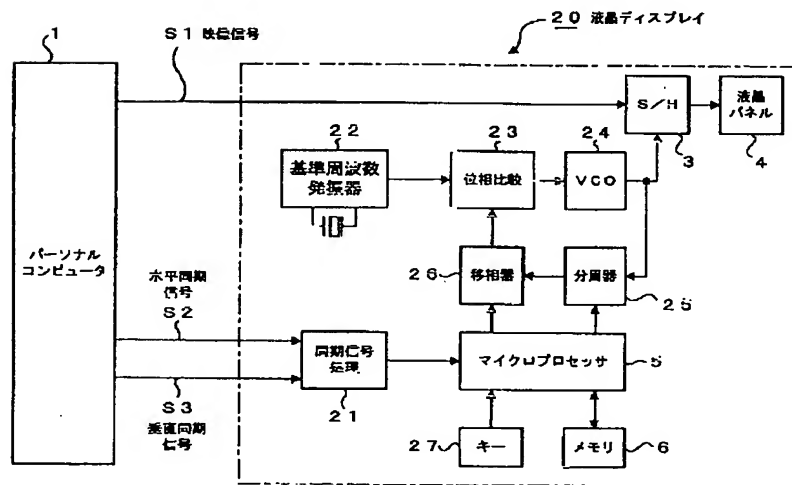 20 液晶ディスプレイ
1
S1 映像信号
S/H
3
液晶
パネル
4
22
基準周波数
発振器
23
位相比較
24
VCO
パーソナル
コンピュータ
26
移相器
分周器
25
水平同期
信号
S2
同期信号
処理
21
マイクロプロセッサ
5
S3
垂直同期
信号
27
キー
メモリ
6